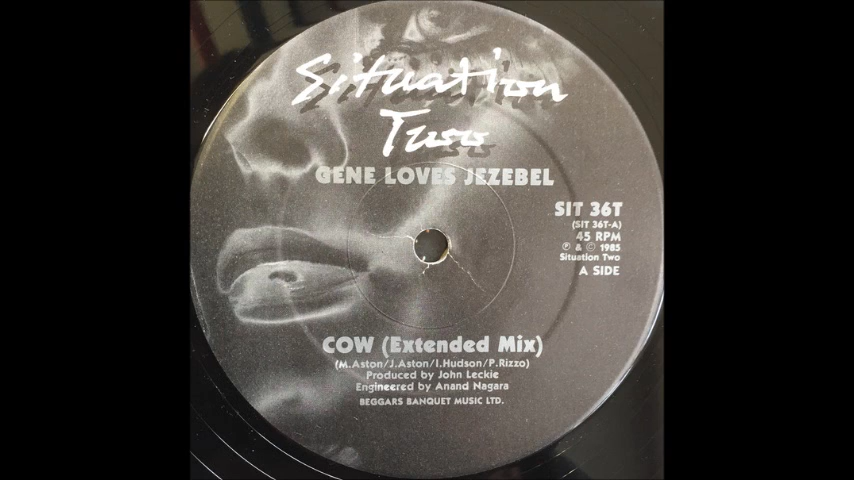 Situation
Two
GENE LOVES JEZEBEL
SIT 36T
(SIT 36T-A)
45 RPM
℗ & © 1985
Situation Two
A SIDE
COW (Extended Mix)
(M.Aston/J.Aston/I.Hudson/P.Rizzo)
Produced by John Leckie
Engineered by Anand Nagara
BEGGARS BANQUET MUSIC LTD.